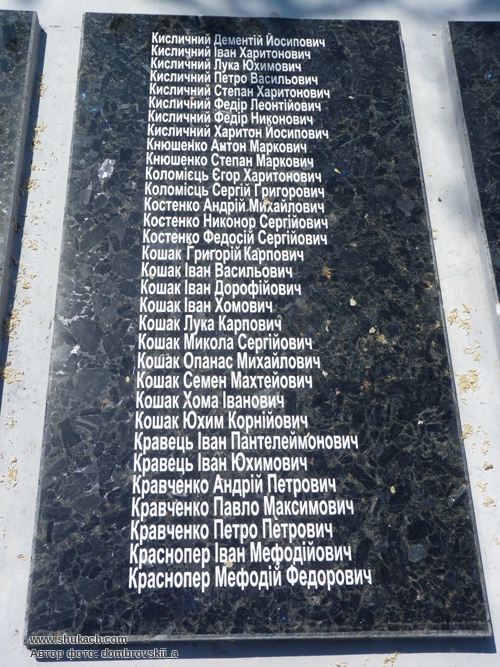 Кисличний Дементій Йосипович
Кисличний Іван Харитонович
Кисличний Лука Юхимович
Кисличний Петро Васильович
Кисличний Степан Харитонович
Кисличний Федір Леонтійович
Кисличний Федір Никонович
Кисличний Харитон Йосипович
Кнюшенко Антон Маркович
Кнюшенко Степан Маркович
Коломієць Єгор Харитонович
Коломісць Сергій Григорович
Костенко Андрій Михайлович
Костенко Никонор Сергійович
Костенко Федосій Сергійович
Кошак Григорій Карпович
Кошак Іван Васильович
Кошак Іван Дорофійович
Кошак Іван Хомович
Кошак Лука Карпович
Кошак Микола Сергійович
Кошак Опанас Михайлович
Кошак Семен Махтейович
Кошак Хома Іванович
Кошак Юхим Корнійович
Кравець Іван Пантелеймонович
Кравець Іван Юхимович
Кравченко Андрій Петрович
Кравченко Павло Максимович
Кравченко Петро Петрович
Краснопер Іван Мефодійович
Краснопер Мефодій Федорович
www.shukach.com
Автор фото: dombrovskii_a